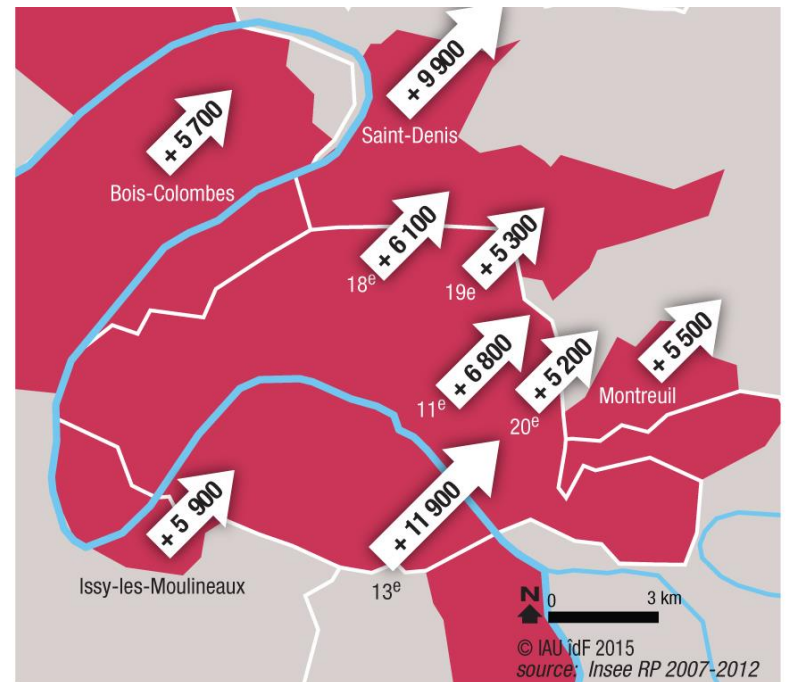 + 9 900
Saint-Denis
+ 5 700
Bois-Colombes
+ 6 100
18e
+ 5 300
19e
+ 6 800
11e
+ 5 200
20e
+ 5 500
Montreuil
+ 5 900
Issy-les-Moulineaux
+ 11 900
13e
N 0 3 km
© IAU îdF 2015
source: Insee RP 2007-2012